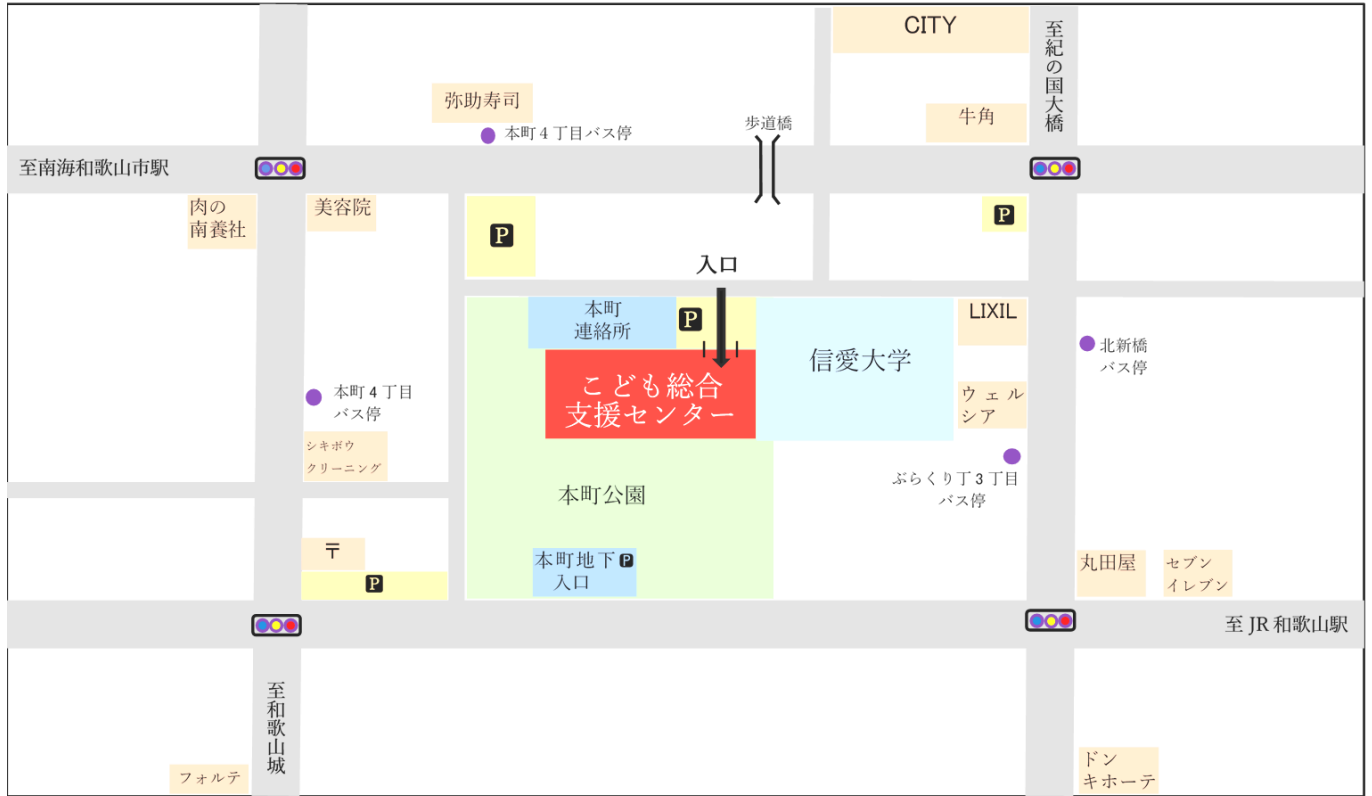 CITY
至紀の国大橋
弥助寿司
牛角
本町4丁目バス停
歩道橋
至南海和歌山市駅
肉の
南養社
美容院
P
P
入口
本町
連絡所
P
LIXIL
信愛大学
北新橋
バス停
こども総合
支援センター
本町4丁目
バス停
ウェル
シア
シキボウ
クリーニング
ぶらくり丁3丁目
バス停
本町公園
〒
P
本町地下P
入口
丸田屋
セブン
イレブン
至JR和歌山駅
至和歌山城
フォルテ
ドン
キホーテ